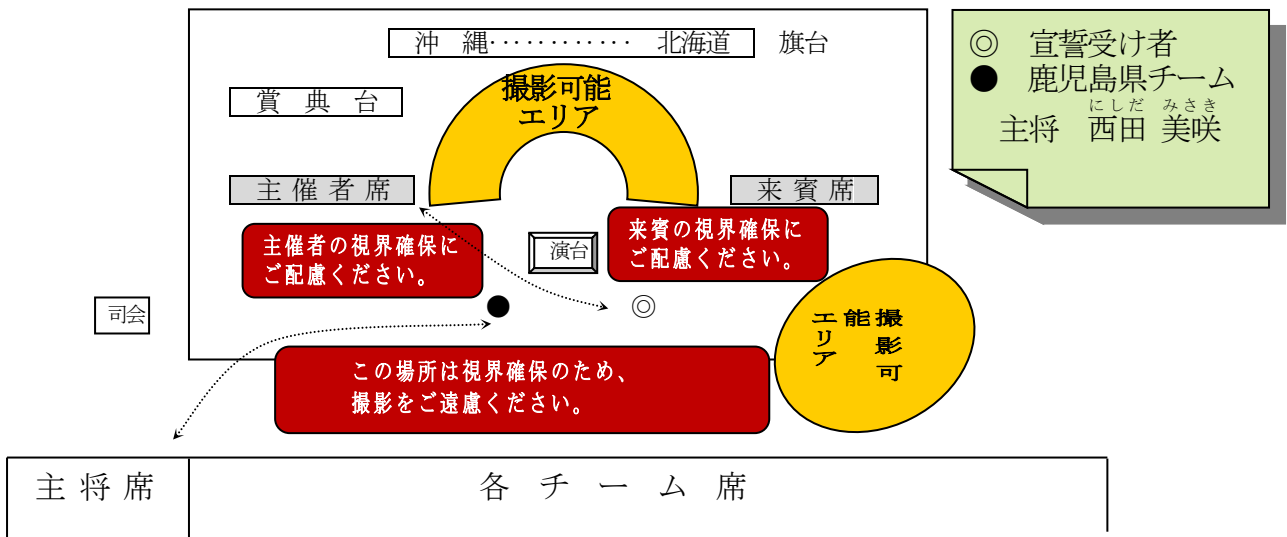 沖 縄············ 北海道 旗台
撮影可能
エリア
賞 典 台
主 催 者 席
来 賓 席
主催者の視界確保に
ご配慮ください。
演台
来賓の視界確保に
ご配慮ください。
● ◎
司会
撮影可
能
エリア
この場所は視界確保のため、
撮影をご遠慮ください。
主 将 席
各 チ ー ム 席
◎ 宣誓受け者
● 鹿児島県チーム
にしだ みさき
主将 西田 美咲